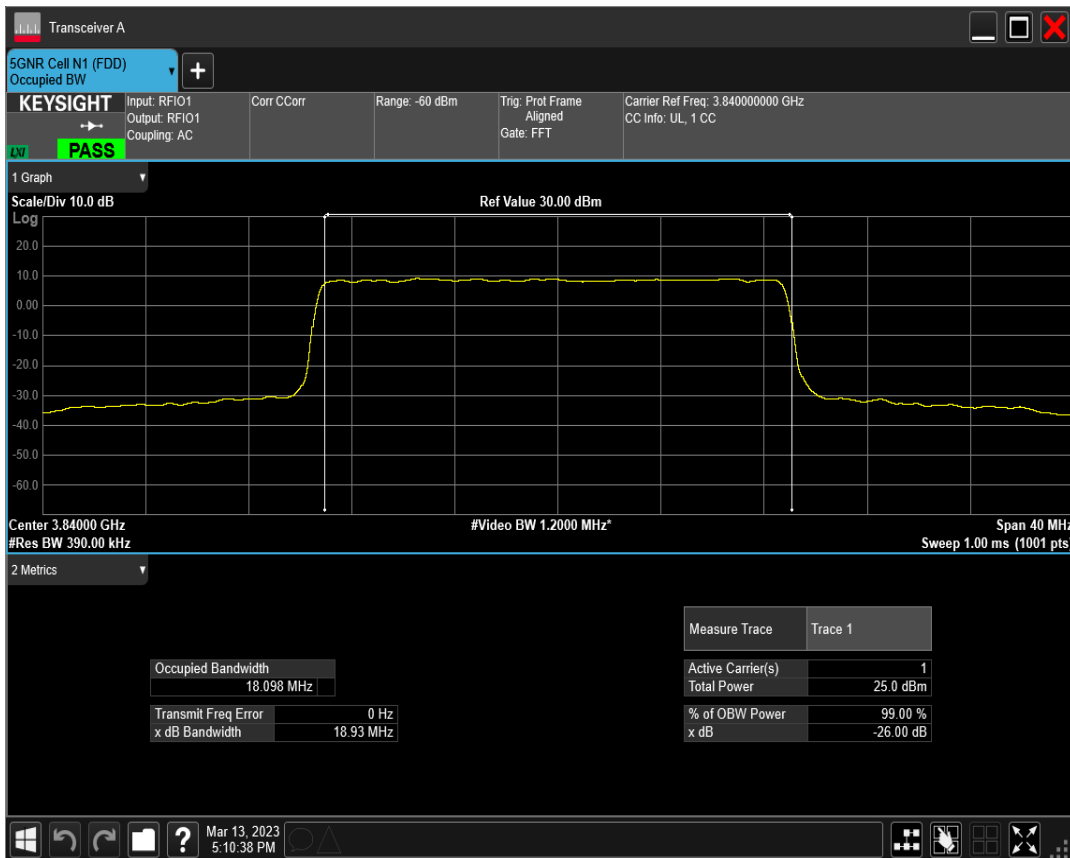 Transceiver A
5GNR Cell N1 (FDD)
Occupied BW
+
KEYSIGHT
LXI
PASS
Input: RFIO1
Output: RFIO1
Coupling: AC
Corr CCorr
Range: -60 dBm
Trig: Prot Frame
Aligned
Gate: FFT
Carrier Ref Freq: 3.840000000 GHz
CC Info: UL, 1 CC
1 Graph
Scale/Div 10.0 dB
Ref Value 30.00 dBm
Log
20.0
10.0
0.00
-10.0
-20.0
-30.0
-40.0
-50.0
-60.0
Center 3.84000 GHz
#Video BW 1.2000 MHz*
Span 40 MHz
#Res BW 390.00 kHz
Sweep 1.00 ms (1001 pts)
2 Metrics
Measure Trace Trace 1
Occupied Bandwidth
18.098 MHz
Active Carrier(s) 1
Total Power 25.0 dBm
Transmit Freq Error 0 Hz
x dB Bandwidth 18.93 MHz
% of OBW Power 99.00 %
x dB -26.00 dB
?
Mar 13, 2023
5:10:38 PM